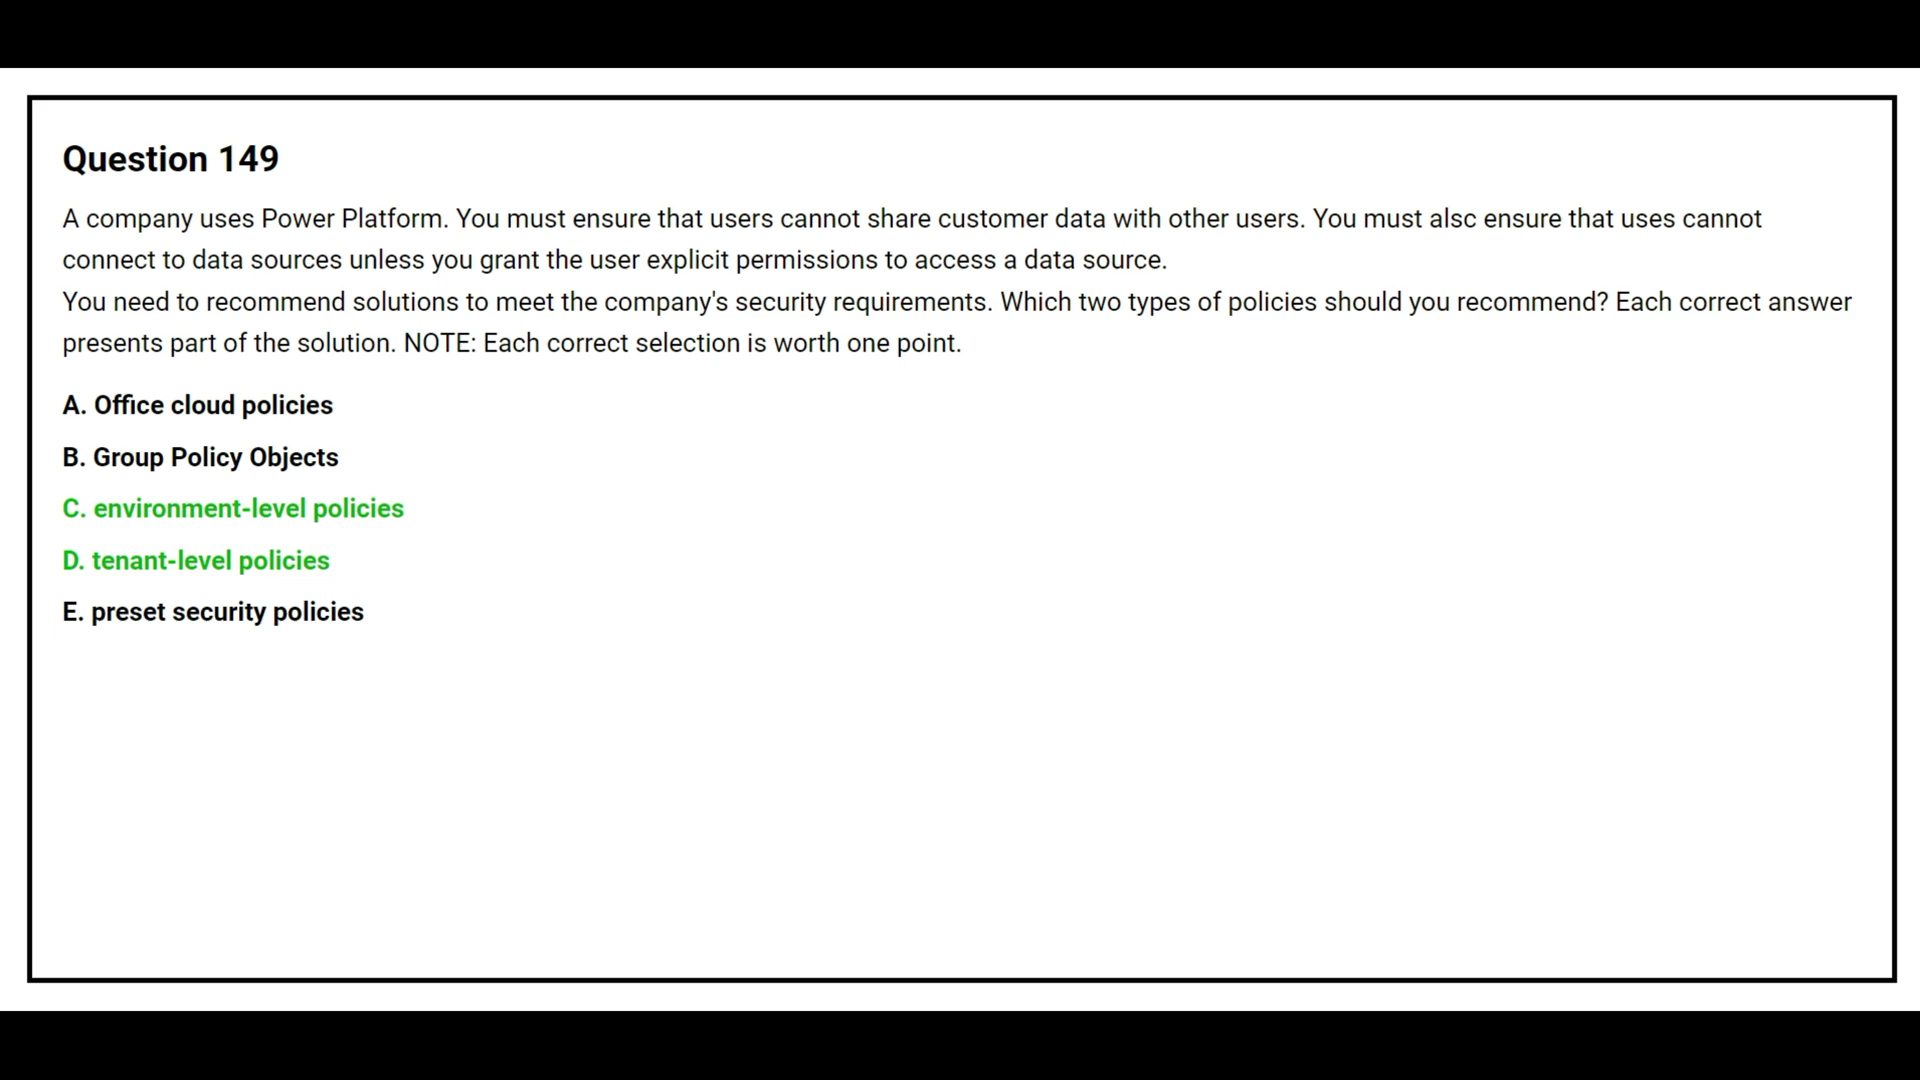 Question 149
A company uses Power Platform. You must ensure that users cannot share customer data with other users. You must alsc ensure that uses cannot
connect to data sources unless you grant the user explicit permissions to access a data source.
You need to recommend solutions to meet the company's security requirements. Which two types of policies should you recommend? Each correct answer
presents part of the solution. NOTE: Each correct selection is worth one point.
A. Office cloud policies
B. Group Policy Objects
C. environment-level policies
D. tenant-level policies
E. preset security policies